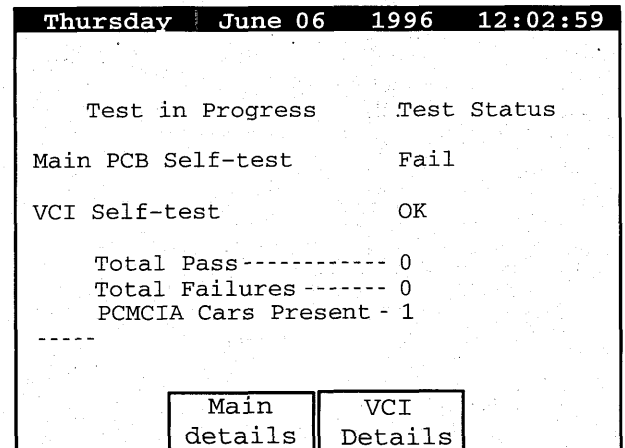 Thursday June 06 1996 12:02:59
Test in Progress Test Status
Main PCB Self-test Fail
VCI Self-test OK
Total Pass------------ 0
Total Failures------- 0
PCMCIA Cars Present - 1
-----
Main details
VCI Details